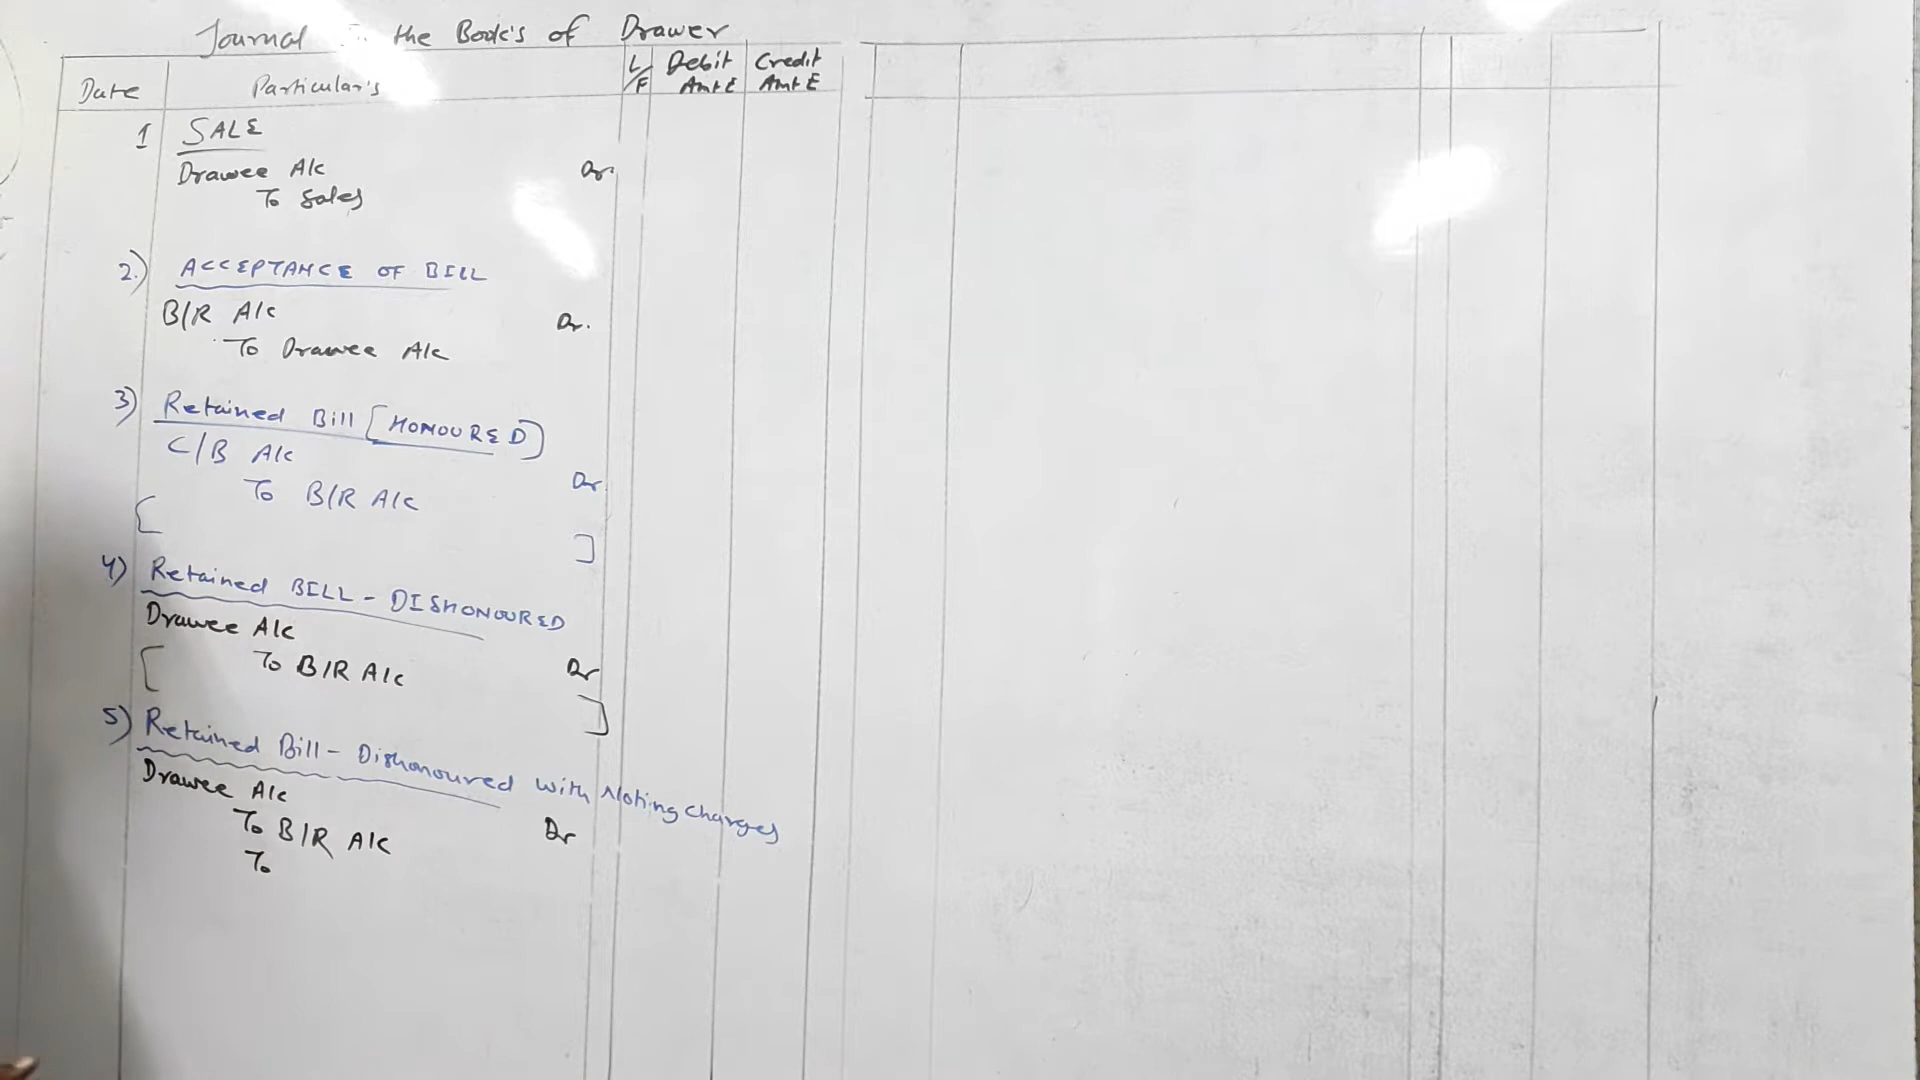 Journal the Book's of Drawer
Date Particular's L/F Debit Amt £ Credit Amt £
1 SALE
Drawee A/c Dr.
To Sales
2.) ACCEPTANCE OF BILL
B/R A/c Dr.
To Drawee A/c
3) Retained Bill [HONOURED]
C/B A/c Dr
To B/R A/c
[ ]
4) Retained BILL - DISHONOURED
Drawee A/c Dr
To B/R A/c
[ ]
5) Retained Bill - Dishonoured with Noting Charges
Drawee A/c Dr
To B/R A/c
To